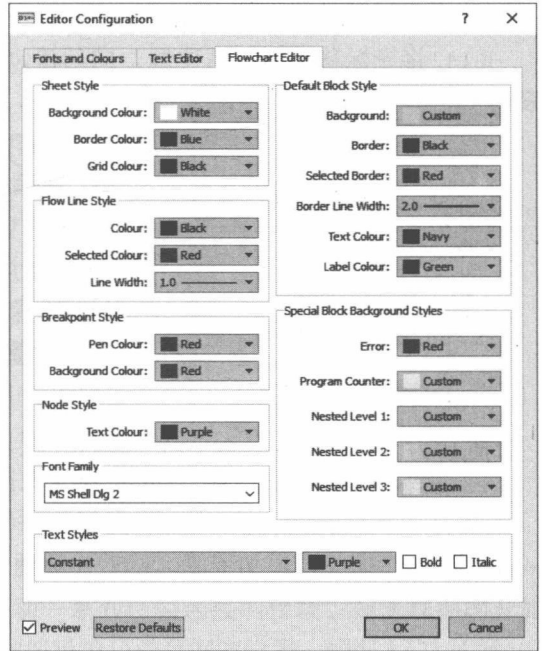 Editor Configuration ? ×
Fonts and Colours Text Editor Flowchart Editor
Sheet Style
Background Colour: White
Border Colour: Blue
Grid Colour: Black
Flow Line Style
Colour: Black
Selected Colour: Red
Line Width: 1.0
Breakpoint Style
Pen Colour: Red
Background Colour: Red
Node Style
Text Colour: Purple
Font Family
MS Shell Dlg 2
Default Block Style
Background: Custom
Border: Black
Selected Border: Red
Border Line Width: 2.0
Text Colour: Navy
Label Colour: Green
Special Block Background Styles
Error: Red
Program Counter: Custom
Nested Level 1: Custom
Nested Level 2: Custom
Nested Level 3: Custom
Text Styles
Constant Purple Bold Italic
Preview Restore Defaults OK Cancel